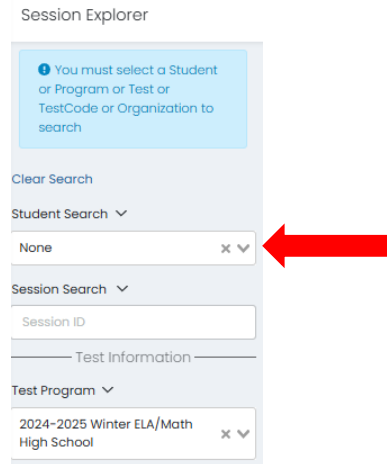 Session Explorer
You must select a Student
or Program or Test or
TestCode or Organization to
search
Clear Search
Student Search
None
Session Search
Session ID
Test Information
Test Program
2024-2025 Winter ELA/Math
High School